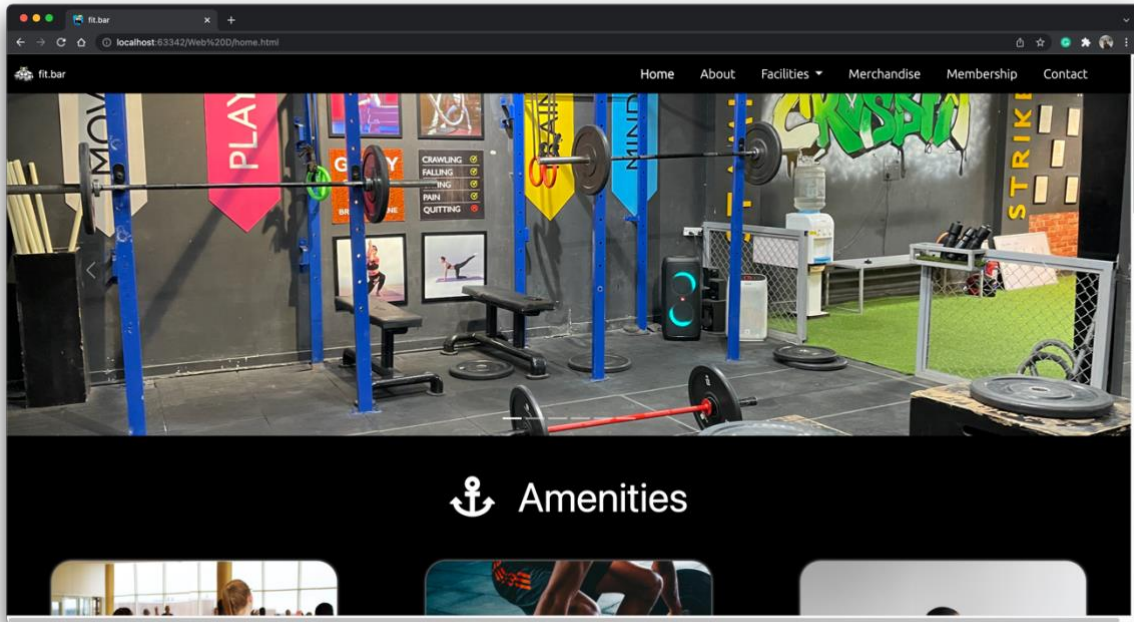 fit.bar
localhost:63342/Web%20D/home.html
fit.bar
Home About Facilities Merchandise Membership Contact
MOV
PLAY
MIND
STRIKE
CRAWLING
FALLING
PAIN
QUITTING
Amenities